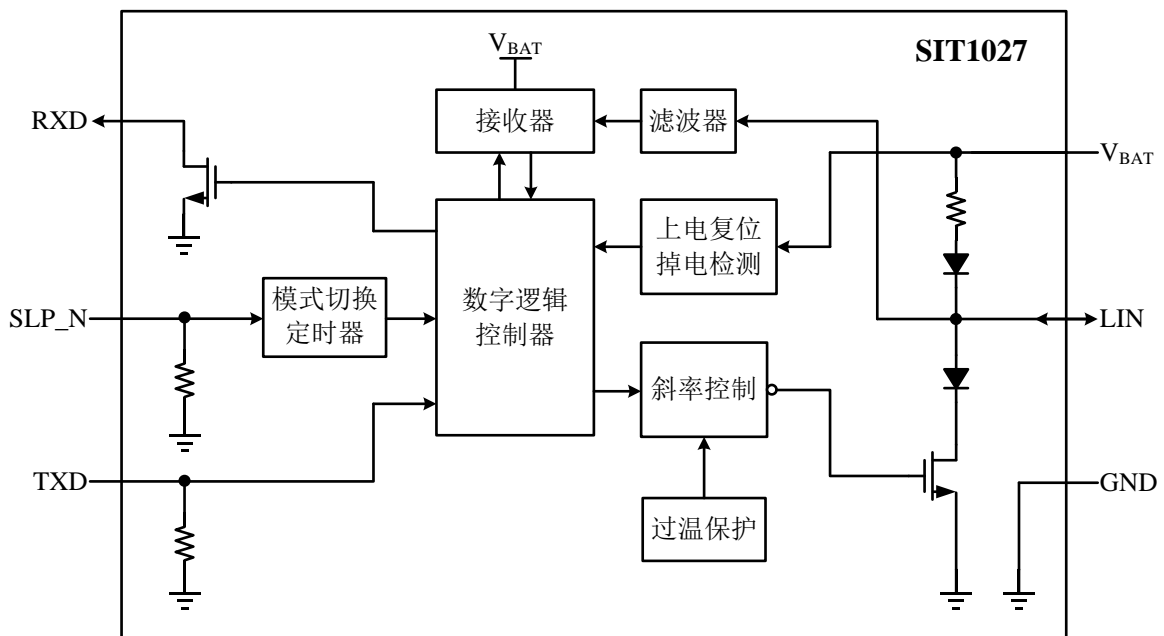 SIT1027
VBAT
RXD
接收器
滤波器
VBAT
上电复位
掉电检测
SLP_N
模式切换
定时器
数字逻辑
控制器
LIN
斜率控制
TXD
GND
过温保护